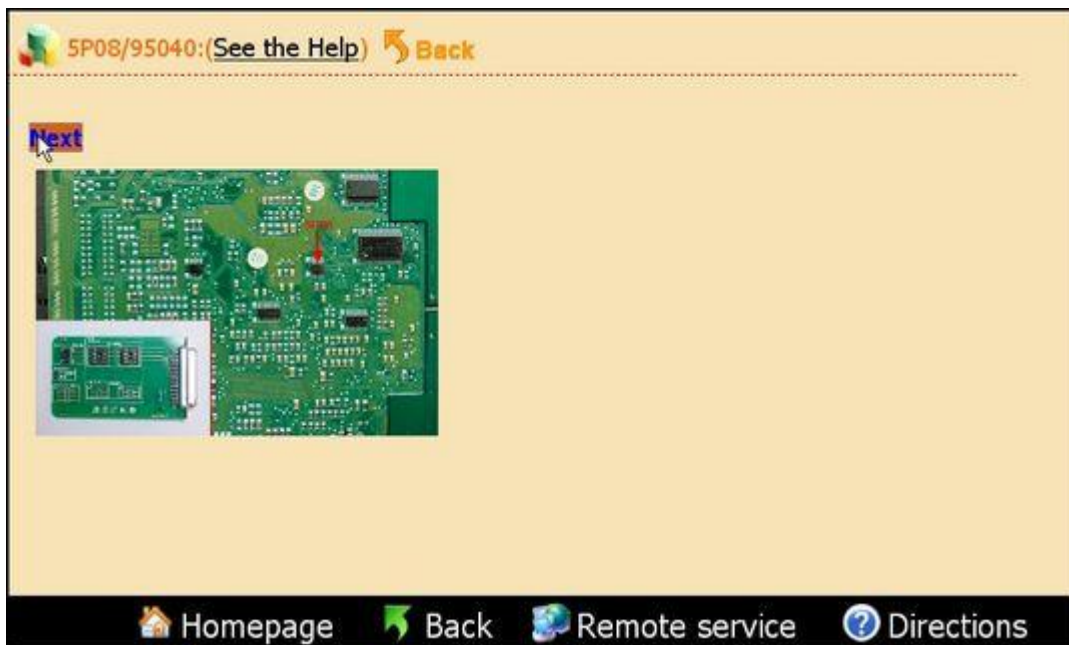 5P08/95040:(See the Help) Back
Next
Homepage Back Remote service Directions